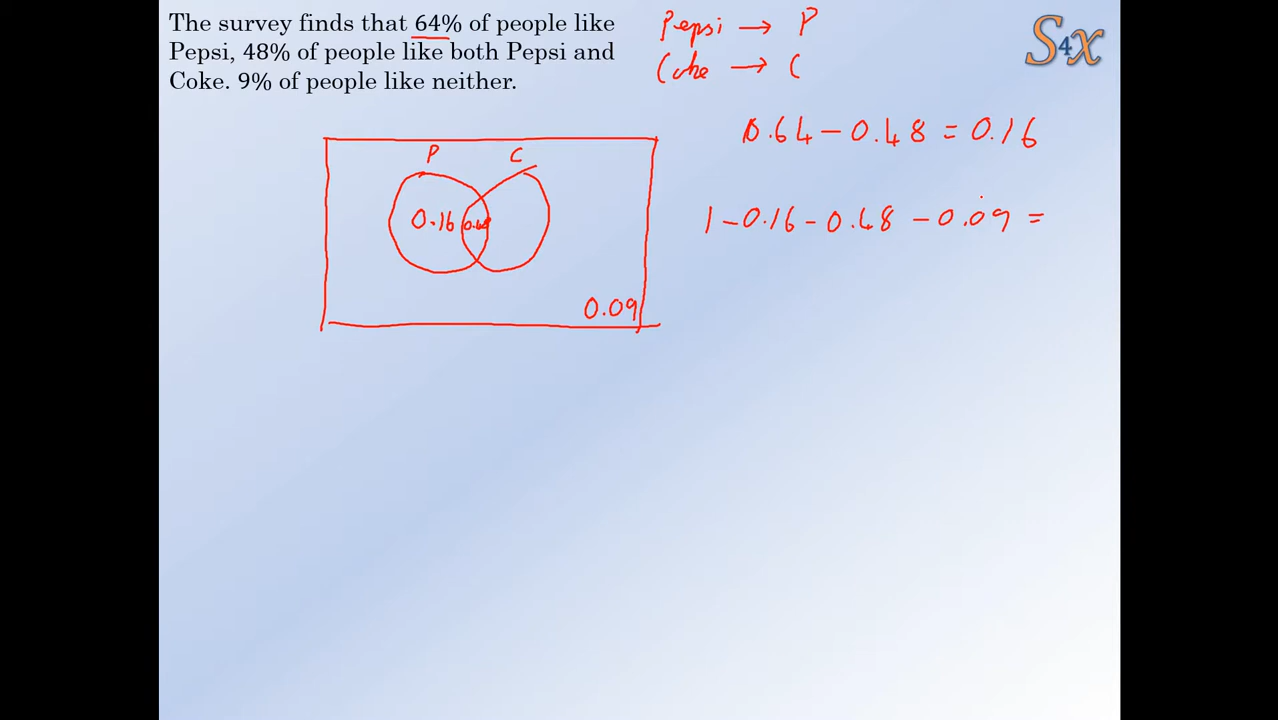 The survey finds that 64% of people like
Pepsi, 48% of people like both Pepsi and
Coke. 9% of people like neither.
Pepsi → P
Coke → C
S4x
0.64 - 0.48 = 0.16
P C
0.16 0.48
0.09
1 - 0.16 - 0.48 - 0.09 =